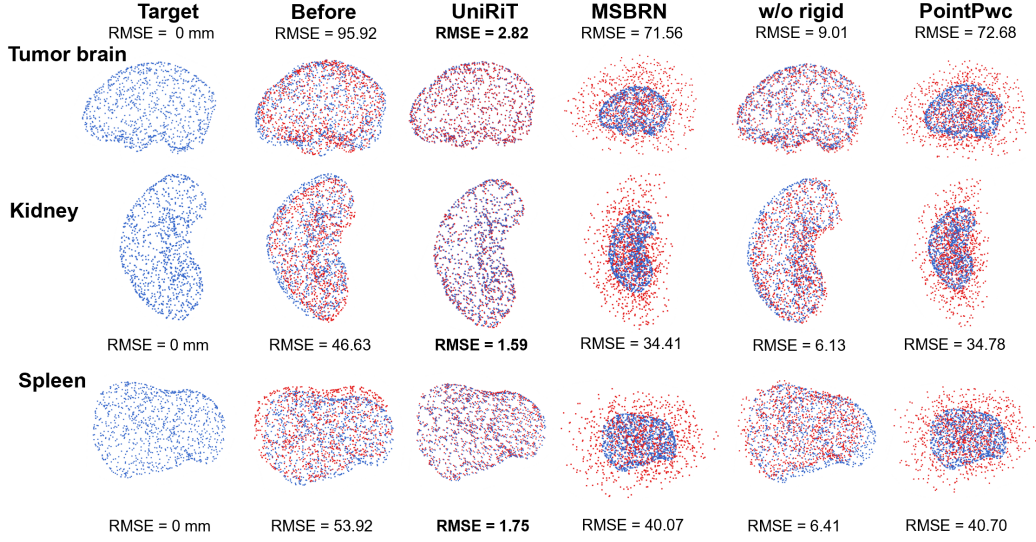 Target Before UniRiT MSBRN w/o rigid PointPwc
RMSE = 0 mm RMSE = 95.92 RMSE = 2.82 RMSE = 71.56 RMSE = 9.01 RMSE = 72.68
Tumor brain
Kidney
RMSE = 0 mm RMSE = 46.63 RMSE = 1.59 RMSE = 34.41 RMSE = 6.13 RMSE = 34.78
Spleen
RMSE = 0 mm RMSE = 53.92 RMSE = 1.75 RMSE = 40.07 RMSE = 6.41 RMSE = 40.70